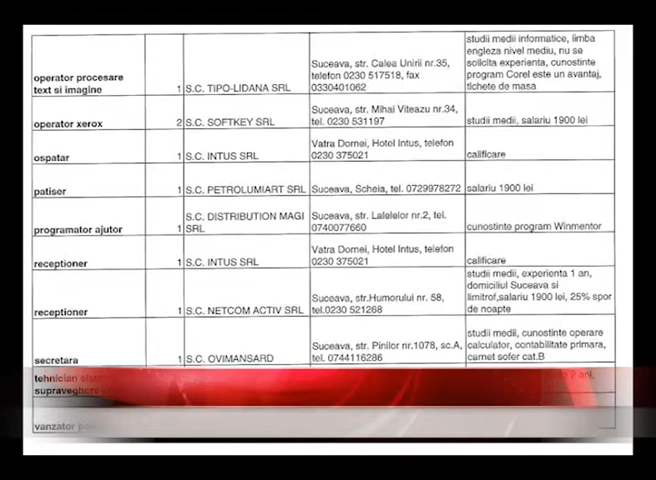 operator procesare
text si imagine
1
S.C. TIPO-LIDANA SRL
Suceava, str. Calea Unirii nr.35,
telefon 0230 517518, fax
0330401062
studii medii informatice, limba
engleza nivel mediu, nu se
solicita experienta, cunostinte
program Corel este un avantaj,
tichete de masa
operator xerox
2
S.C. SOFTKEY SRL
Suceava, str. Mihai Viteazu nr.34,
tel. 0230 531197
studii medii, salariu 1900 lei
ospatar
1
S.C. INTUS SRL
Vatra Dornei, Hotel Intus, telefon
0230 375021
calificare
patiser
1
S.C. PETROLUMIART SRL
Suceava, Scheia, tel. 0729978272
salariu 1900 lei
programator ajutor
1
S.C. DISTRIBUTION MAGI
SRL
Suceava, str. Lalelelor nr.2, tel.
0740077660
cunostinte program Winmentor
receptioner
1
S.C. INTUS SRL
Vatra Dornei, Hotel Intus, telefon
0230 375021
calificare
receptioner
1
S.C. NETCOM ACTIV SRL
Suceava, str.Humorului nr. 58,
tel.0230 521268
studii medii, experienta 1 an,
domiciliul Suceava si
limitrof,salariu 1900 lei, 25% spor
de noapte
secretara
1
S.C. OVIMANSARD
Suceava, str. Pinilor nr.1078, sc.A,
tel. 0744116286
studii medii, cunostinte operare
calculator, contabilitate primara,
carnet sofer cat.B
tehnician
2 ani,
supraveghere
vanzator